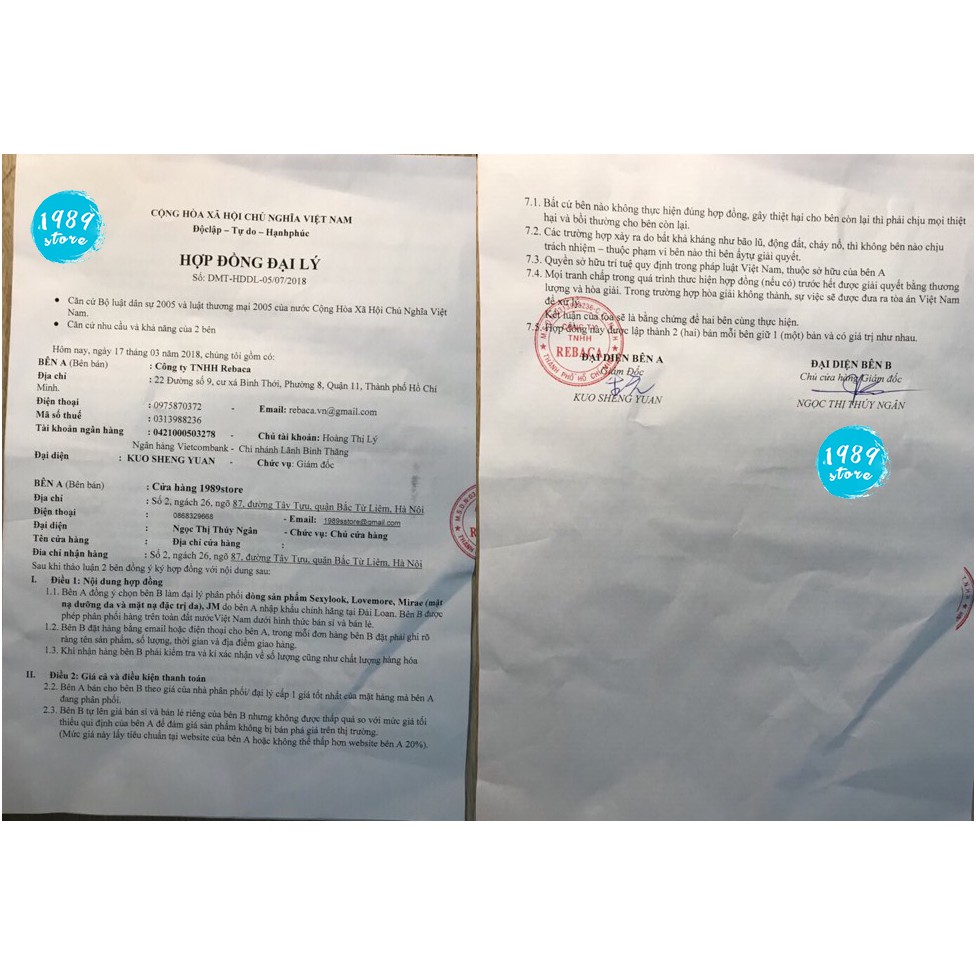 1989
store
CỘNG HÒA XÃ HỘI CHỦ NGHĨA VIỆT NAM
Độclập – Tự do – Hạnhphúc
HỢP ĐỒNG ĐẠI LÝ
Số: DMT-HDDL-05/07/2018
• Căn cứ Bộ luật dân sự 2005 và luật thương mại 2005 của nước Cộng Hòa Xã Hội Chủ Nghĩa Việt
Nam.
• Căn cứ nhu cầu và khả năng của 2 bên
Hôm nay, ngày 17 tháng 03 năm 2018, chúng tôi gồm có:
BÊN A (Bên bán) : Công ty TNHH Rebaca
Địa chỉ : 22 Đường số 9, cư xá Bình Thới, Phường 8, Quận 11, Thành phố Hồ Chí
Minh.
Điện thoại : 0975870372 - Email: rebaca.vn@gmail.com
Mã số thuế : 0313988236
Tài khoản ngân hàng : 0421000503278 - Chủ tài khoản: Hoàng Thị Lý
Ngân hàng Vietcombank - Chi nhánh Lãnh Bình Thăng
Đại diện : KUO SHENG YUAN - Chức vụ: Giám đốc
BÊN A (Bên bán) : Cửa hàng 1989store
Địa chỉ : Số 2, ngách 26, ngõ 87, đường Tây Tựu, quận Bắc Từ Liêm, Hà Nội
Điện thoại : 0868329668 - Email: 1989sstore@gmail.com
Đại diện : Ngọc Thị Thúy Ngân - Chức vụ: Chủ cửa hàng
Tên cửa hàng : Địa chỉ cửa hàng :
Đia chỉ nhận hàng : Số 2, ngách 26, ngõ 87, đường Tây Tựu, quận Bắc Từ Liêm, Hà Nội
Sau khi thảo luận 2 bên đồng ý ký hợp đồng với nội dung sau:
I. Điều 1: Nội dung hợp đồng
1.1. Bên A đồng ý chọn bên B làm đại lý phân phối dòng sản phẩm Sexylook, Lovemore, Mirae (mặt
nạ dưỡng da và mặt nạ đặc trị da), JM do bên A nhập khẩu chính hãng tại Đài Loan. Bên B được
phép phân phối hàng trên toàn đất nướcViệt Nam dưới hình thức bán sỉ và bán lẻ.
1.2. Bên B đặt hàng bằng email hoặc điện thoại cho bên A, trong mỗi đơn hàng bên B đặt phải ghi rõ
ràng tên sản phẩm, số lượng, thời gian và địa điểm giao hàng.
1.3. Khi nhận hàng bên B phải kiểm tra và kí xác nhận về số lượng cũng như chất lượng hàng hóa
II. Điều 2: Giá cả và điều kiện thanh toán
2.2. Bên A bán cho bên B theo giá của nhà phân phối/ đại lý cấp 1 giá tốt nhất của mặt hàng mà bên A
đang phân phối.
2.3. Bên B tự lên giá bán sỉ và bán lẻ riêng của bên B nhưng không được thấp quá so với mức giá tối
thiểu qui định của bên A để đảm giá sản phẩm không bị bán phá giá trên thị trường.
(Mức giá này lấy tiêu chuẩn tại website của bên A hoặc không thể thấp hơn website bên A 20%).
7.1. Bất cứ bên nào không thực hiện đúng hợp đồng, gây thiệt hại cho bên còn lại thì phải chịu mọi thiệt
hại và bồi thường cho bên còn lại.
7.2. Các trường hợp xảy ra do bất khả kháng như bão lũ, động đất, cháy nổ, thì không bên nào chịu
trách nhiệm – thuộc phạm vi bên nào thì bên ấytự giải quyết.
7.3. Quyền sở hữu trí tuệ quy định trong pháp luật Việt Nam, thuộc sở hữu của bên A
7.4. Mọi tranh chấp trong quá trình thực hiện hợp đồng (nếu có) trước hết được giải quyết bằng thương
lượng và hòa giải. Trong trường hợp hòa giải không thành, sự việc sẽ được đưa ra tòa án Việt Nam
để xử lý.
Kết luận của tòa sẽ là bằng chứng để hai bên cùng thực hiện.
7.5. Hợp đồng này được lập thành 2 (hai) bản mỗi bên giữ 1 (một) bản và có giá trị như nhau.
CÔNG TY
TNHH
REBACA
THÀNH PHỐ HỒ CHÍ MINH
ĐẠI DIỆN BÊN A
Giám Đốc
KUO SHENG YUAN
ĐẠI DIỆN BÊN B
Chủ cửa hàng/Giám đốc
NGỌC THỊ THÚY NGÂN
1989
store